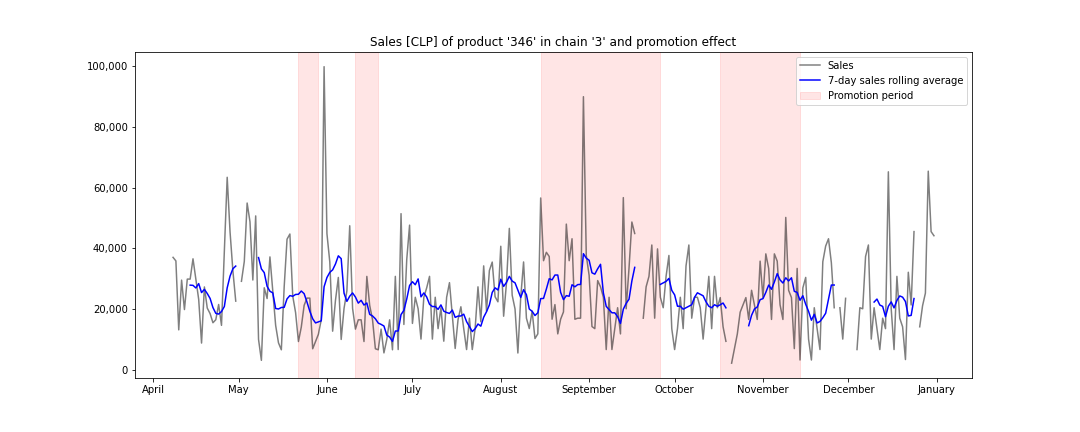 Sales [CLP] of product '346' in chain '3' and promotion effect
Sales
7-day sales rolling average
Promotion period
100,000
80,000
60,000
40,000
20,000
0
April May June July August September October November December January